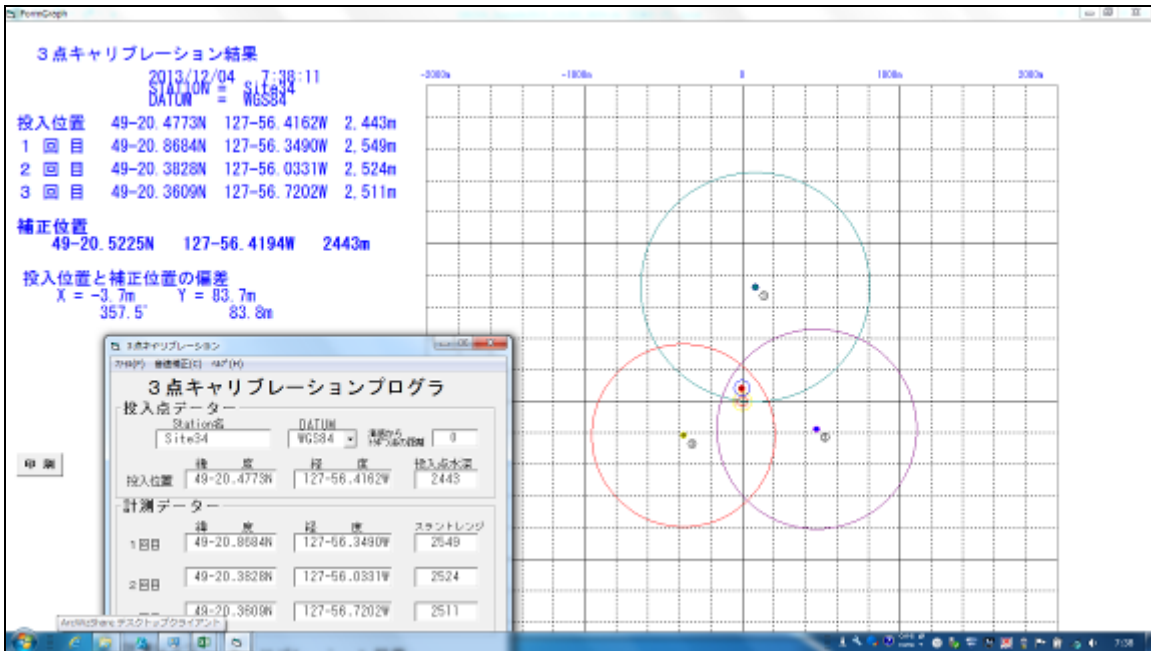 FormGraph
3点キャリブレーション結果
2013/12/04 7:38:11
STATION = Site34
DATUM = WGS84
投入位置 49-20.4773N 127-56.4162W 2,443m
1 回 目 49-20.8684N 127-56.3490W 2,549m
2 回 目 49-20.3828N 127-56.0331W 2,524m
3 回 目 49-20.3609N 127-56.7202W 2,511m
補正位置
49-20.5225N 127-56.4194W 2443m
投入位置と補正位置の偏差
X = -3.7m Y = 83.7m
357.5° 83.8m
-2000m -1000m 0 1000m 2000m
印 刷
3点キャリブレーション
3点キャリブレーションプログラ
投入点データー
Station名 DATUM
Site34 WGS84 0
緯 度 経 度 投入点水深
投入位置 49-20.4773N 127-56.4162W 2443
計測データー
緯 度 経 度 スラントレンジ
1回目 49-20.8684N 127-56.3490W 2549
2回目 49-20.3828N 127-56.0331W 2524
49-20.3609N 127-56.7202W 2511
デスクトップクライアント
7:38